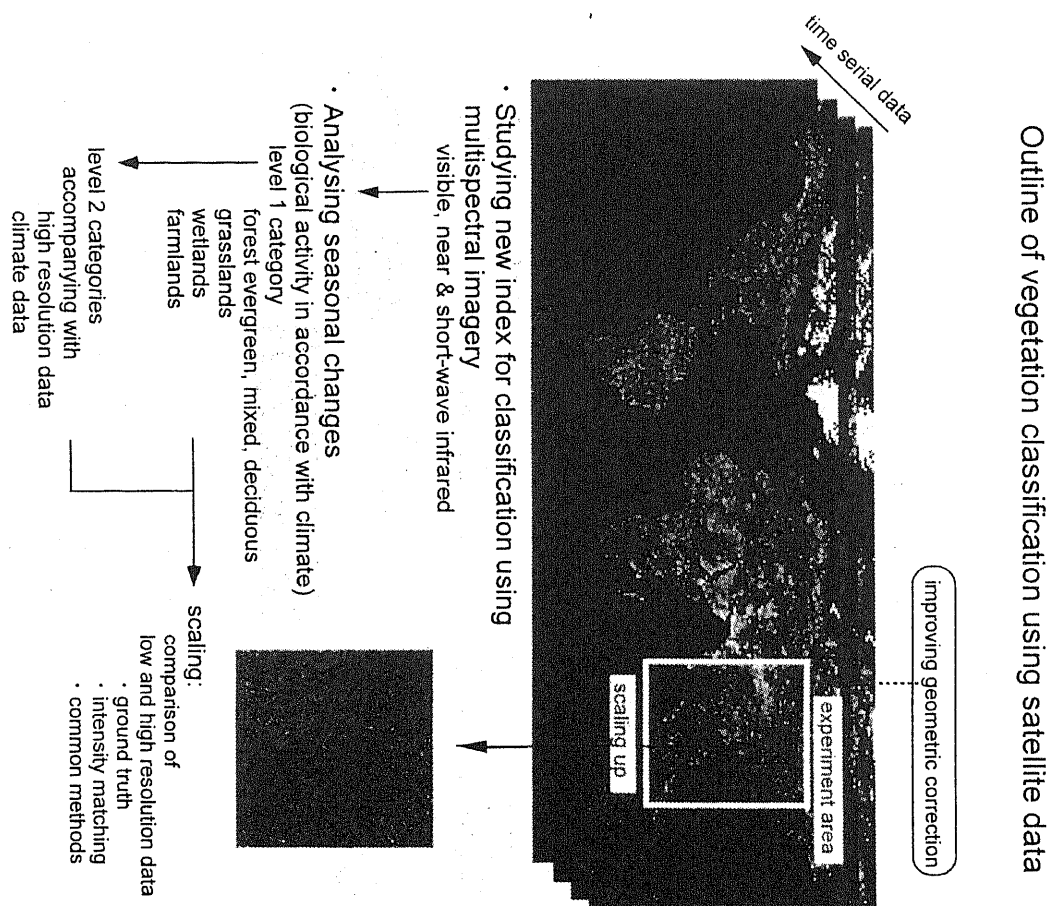 Outline of vegetation classification using satellite data
time serial data
improving geometric correction
experiment area
scaling up
· Studying new index for classification using
multispectral imagery
visible, near & short-wave infrared
· Analysing seasonal changes
(biological activity in accordance with climate)
level 1 category
forest evergreen, mixed, deciduous
grasslands
wetlands
farmlands
level 2 categories
accompanying with
high resolution data
climate data
scaling:
comparison of
low and high resolution data
· ground truth
· intensity matching
· common methods